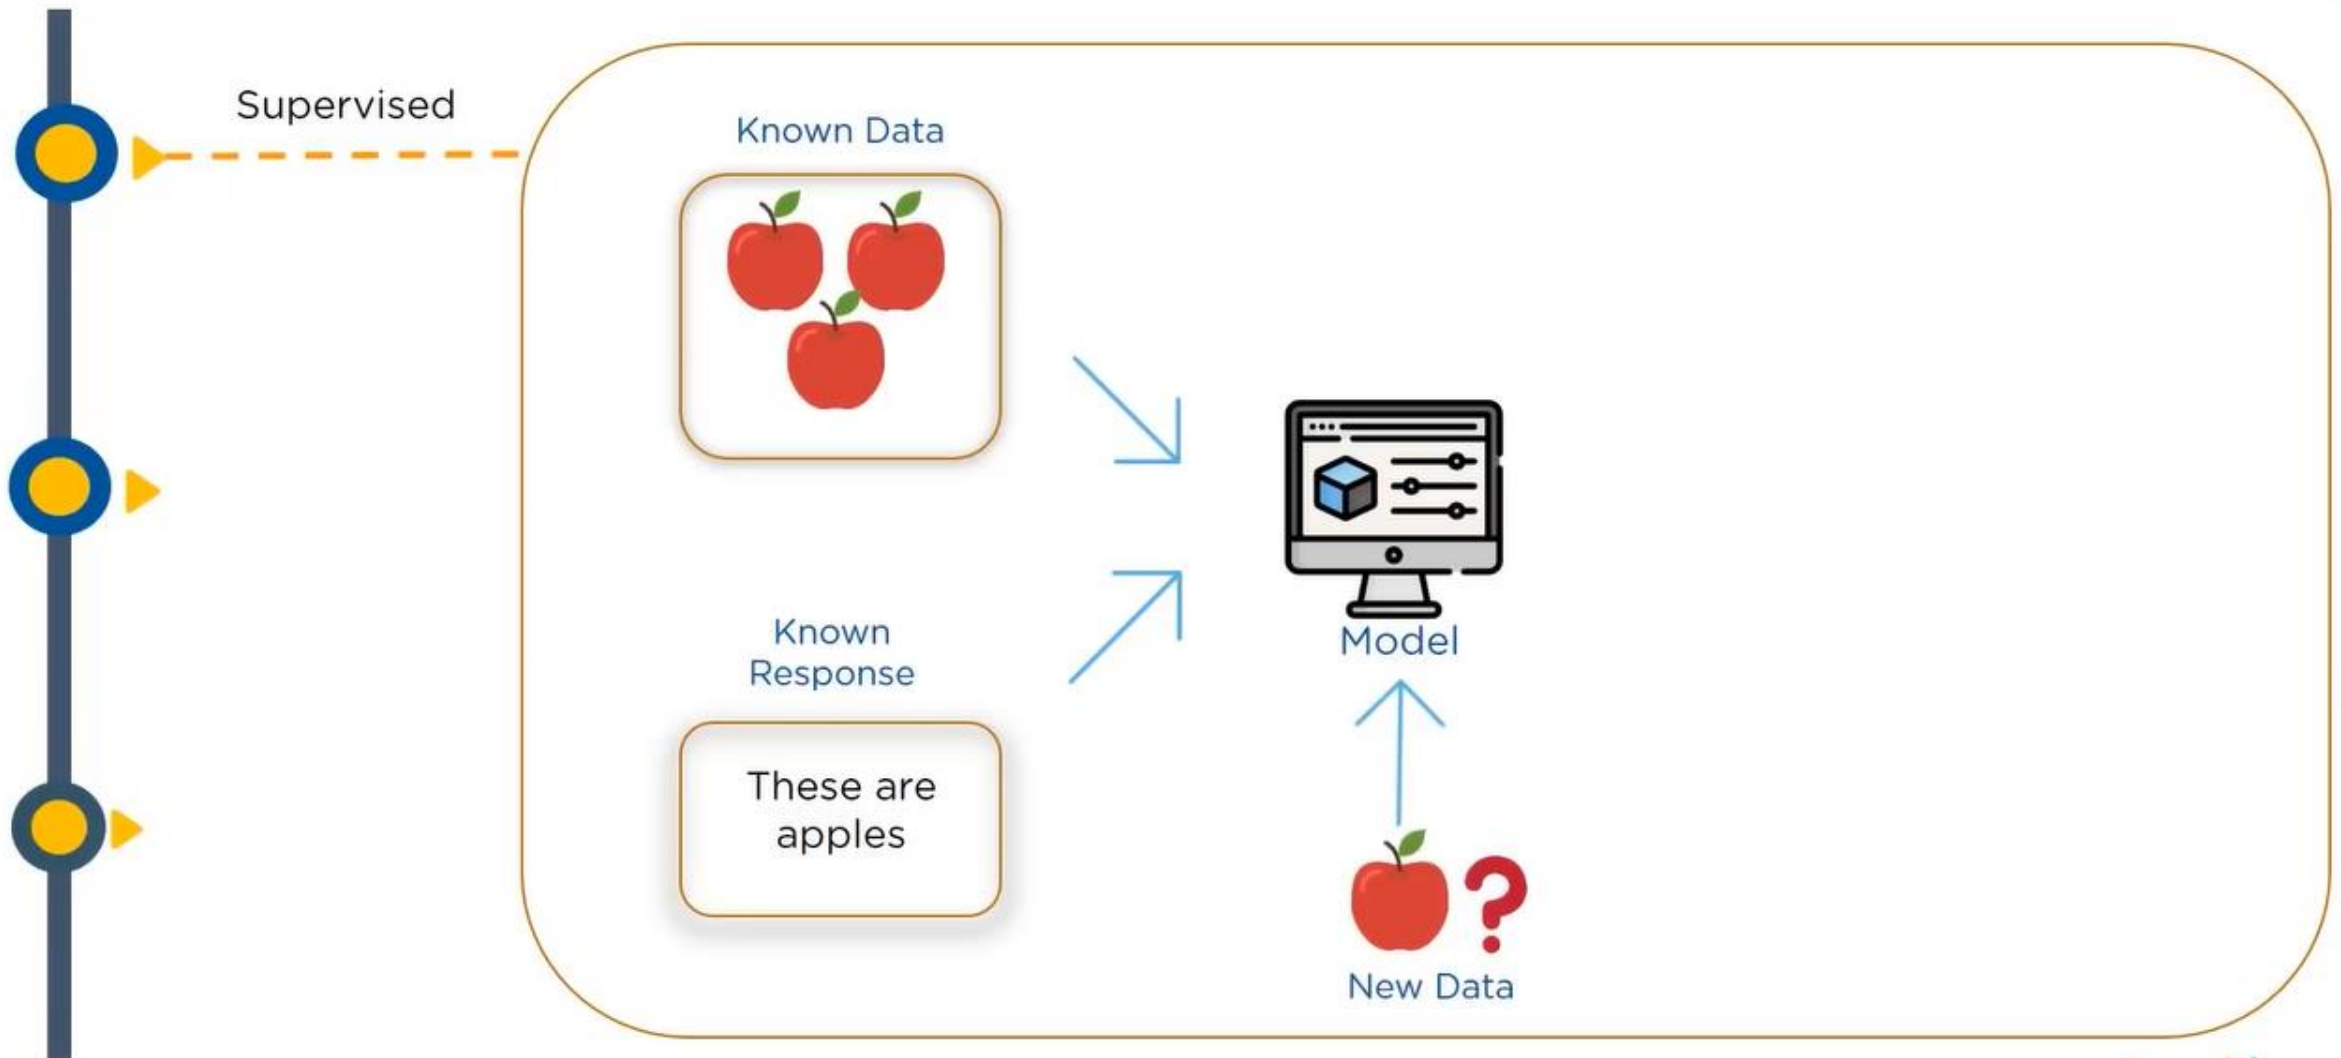 Supervised
Known Data
Known
Response
These are
apples
Model
New Data